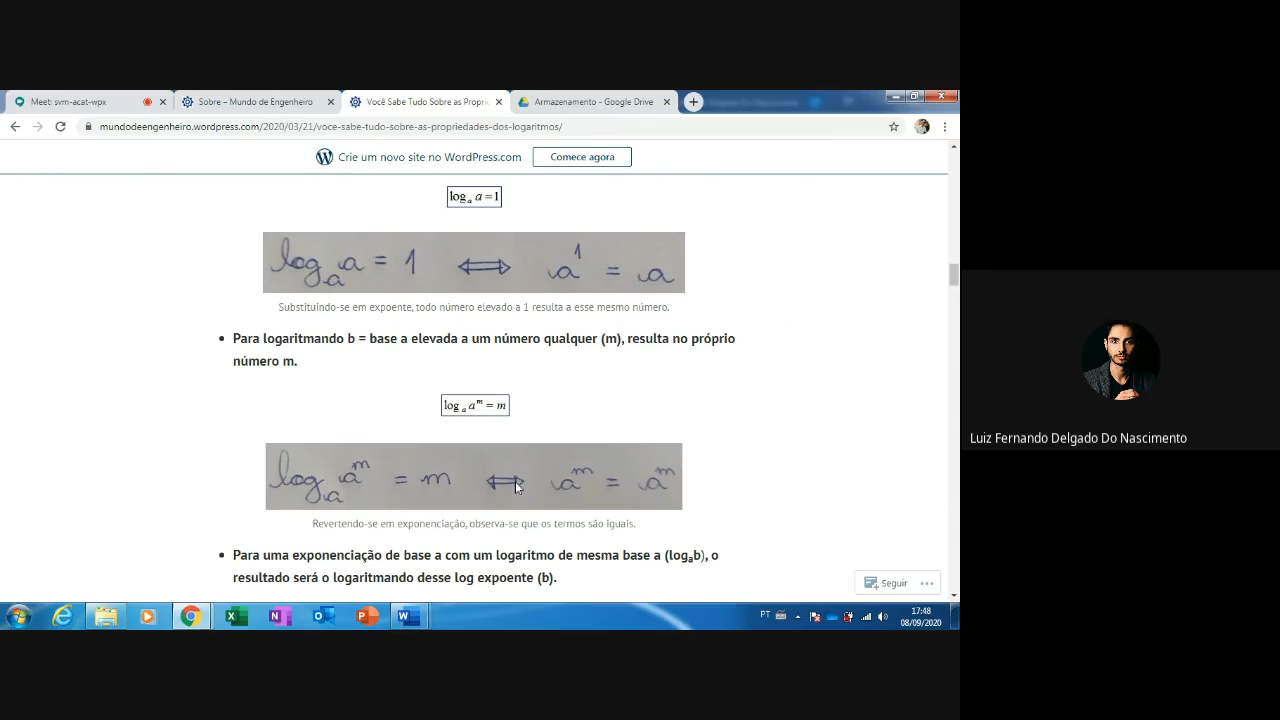 Meet: svm-acat-wpx
Sobre – Mundo de Engenheiro
Você Sabe Tudo Sobre as Proprie
Armazenamento - Google Drive
mundodeengenheiro.wordpress.com/2020/03/21/voce-sabe-tudo-sobre-as-propriedades-dos-logaritmos/
Crie um novo site no WordPress.com
Comece agora
logₐ a = 1
logₐ a = 1 ⇔ a¹ = a
Substituindo-se em expoente, todo número elevado a 1 resulta a esse mesmo número.
• Para logaritmando b = base a elevada a um número qualquer (m), resulta no próprio
número m.
logₐ aᵐ = m
logₐ aᵐ = m ⇔ aᵐ = aᵐ
Revertendo-se em exponenciação, observa-se que os termos são iguais.
• Para uma exponenciação de base a com um logaritmo de mesma base a (logₐb), o
resultado será o logaritmando desse log expoente (b).
Seguir
PT
17:48
08/09/2020
Luiz Fernando Delgado Do Nascimento